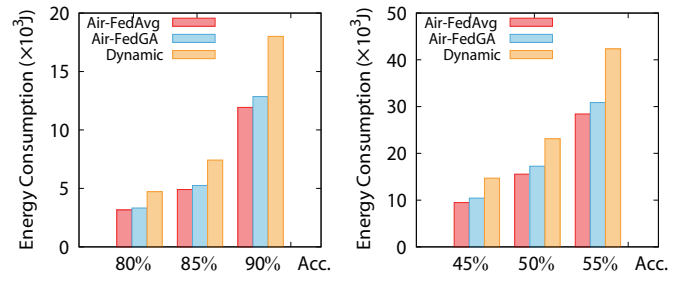 Energy Consumption (×10³J)
20
15
10
5
0
Air-FedAvg
Air-FedGA
Dynamic
80% 85% 90% Acc.
Energy Consumption (×10³J)
50
40
30
20
10
0
Air-FedAvg
Air-FedGA
Dynamic
45% 50% 55% Acc.